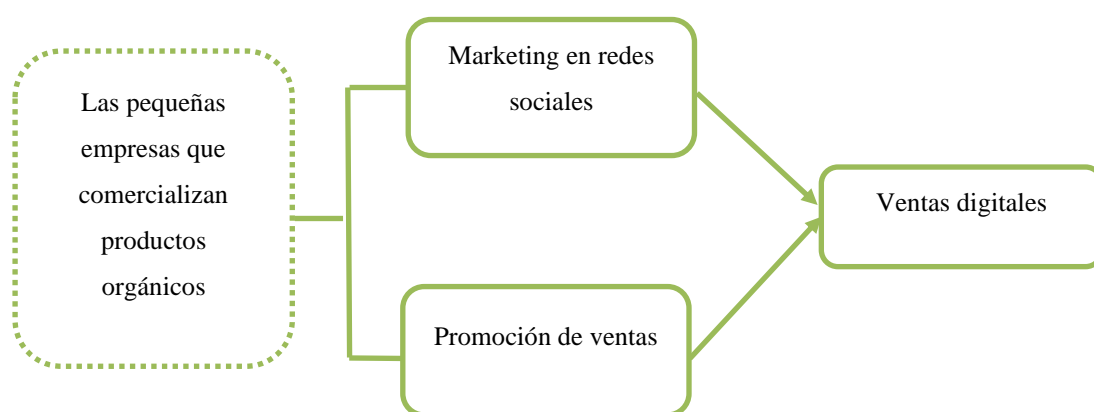 Las pequeñas
empresas que
comercializan
productos
orgánicos
Marketing en redes
sociales
Promoción de ventas
Ventas digitales